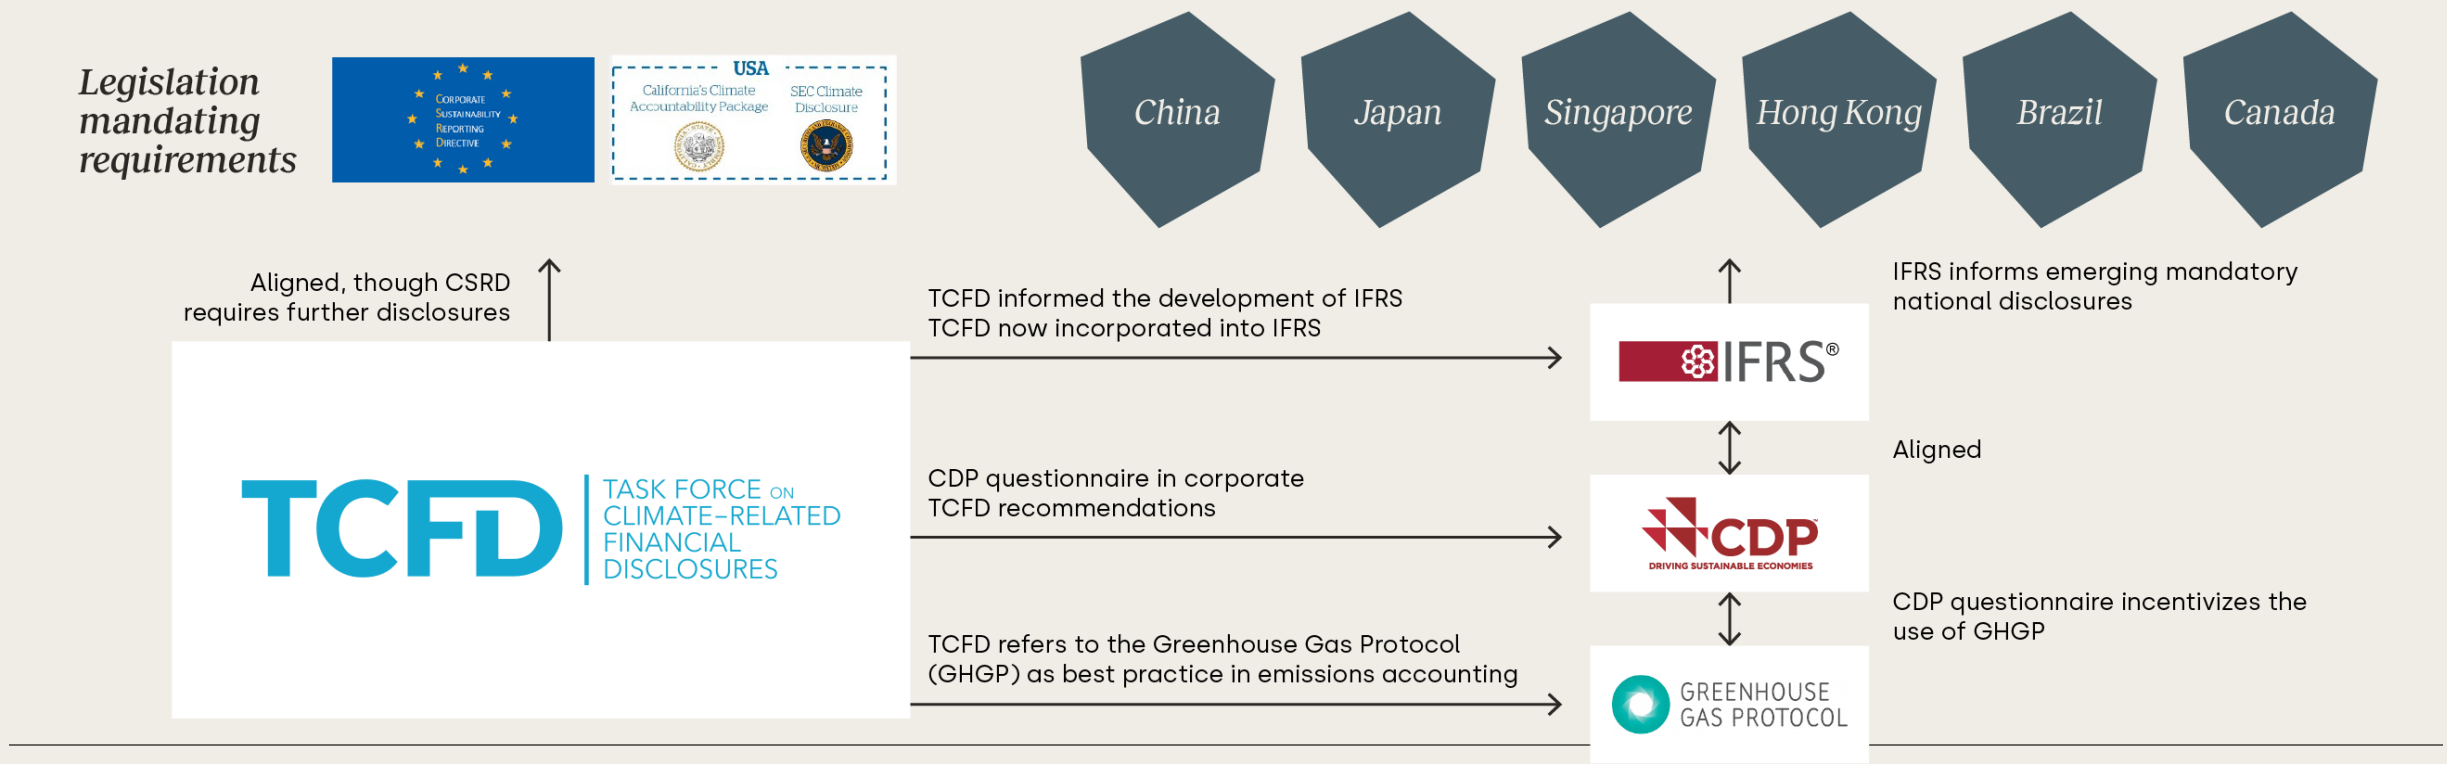 Legislation
mandating
requirements
CORPORATE
SUSTAINABILITY
REPORTING
DIRECTIVE
USA
California's Climate
Accountability Package
SEC Climate
Disclosure
China
Japan
Singapore
Hong Kong
Brazil
Canada
Aligned, though CSRD
requires further disclosures
TCFD informed the development of IFRS
TCFD now incorporated into IFRS
IFRS informs emerging mandatory
national disclosures
IFRS®
Aligned
TCFD
TASK FORCE ON
CLIMATE-RELATED
FINANCIAL
DISCLOSURES
CDP questionnaire in corporate
TCFD recommendations
CDP
DRIVING SUSTAINABLE ECONOMIES
CDP questionnaire incentivizes the
use of GHGP
TCFD refers to the Greenhouse Gas Protocol
(GHGP) as best practice in emissions accounting
GREENHOUSE
GAS PROTOCOL